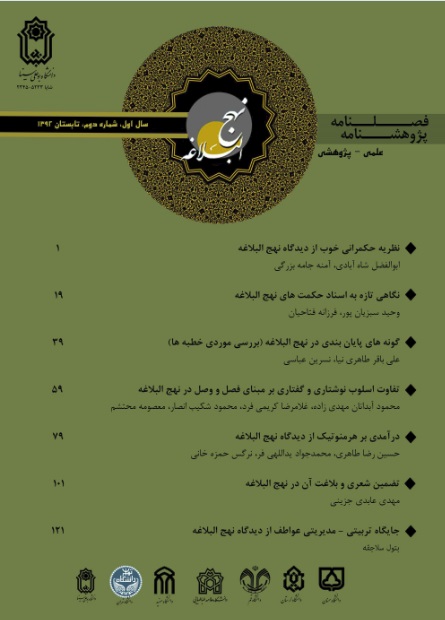 دانشگاه بوعلی سینا
فصلنامه
پژوهشنامه
علمی - پژوهشی
نهج البلاغه
سال اول، شماره دوم، تابستان ۱۳۹۲
نظریه حکمرانی خوب از دیدگاه نهج البلاغه ۱
ابوالفضل شاه آبادی، آمنه جامه بزرگی
نگاهی تازه به اسناد حکمت های نهج البلاغه ۱۹
وحید سبزیان پور، فرزانه فتاحیان
گونه های پایان بندی در نهج البلاغه (بررسی موردی خطبه ها) ۳۹
علی باقر طاهری نیا، نسرین عباسی
تفاوت اسلوب نوشتاری و گفتاری بر مبنای فصل و وصل در نهج البلاغه ۵۹
محمود آبدانان مهدی زاده، غلامرضا کریمی فرد، محمود شکیب انصار، معصومه محتشم
درآمدی بر هرمنوتیک از دیدگاه نهج البلاغه ۷۹
حسین رضا طاهری، محمدجواد یداللهی فر، نرگس حمزه خانی
تضمین شعری و بلاغت آن در نهج البلاغه ۱۰۱
مهدی عابدی جزینی
جایگاه تربیتی - مدیریتی عواطف از دیدگاه نهج البلاغه ۱۲۱
بتول سلاجقه